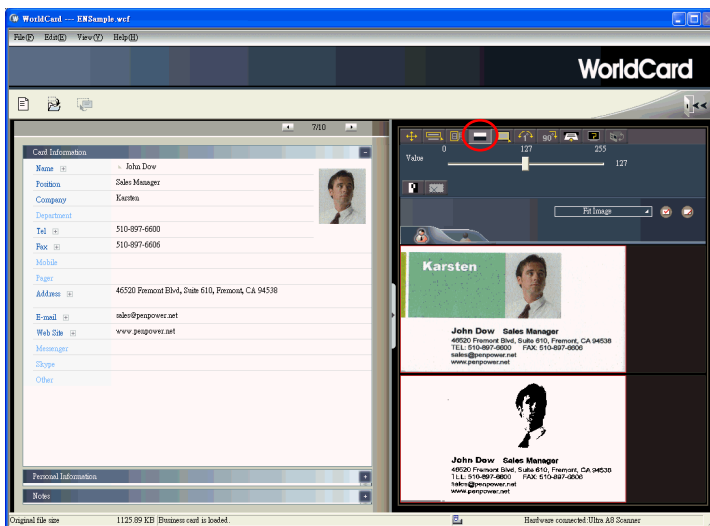 WorldCard --- ENSample.wcf
File(F) Edit(E) View(V) Help(H)
WorldCard
7/10
Card Information
Name John Dow
Position Sales Manager
Company Karsten
Department
Tel 510-897-6600
Fax 510-897-6606
Mobile
Pager
Address 46520 Fremont Blvd, Suite 610, Fremont, CA 94538
E-mail sales@penpower.net
Web Site www.penpower.net
Messenger
Skype
Other
Personal Information
Notes
0 127 255
Value 127
Fit Image
Karsten
John Dow Sales Manager
46520 Fremont Blvd, Suite 610, Fremont, CA 94538
TEL: 510-897-6600 FAX: 510-897-6606
sales@penpower.net
www.penpower.net
John Dow Sales Manager
46520 Fremont Blvd, Suite 610, Fremont, CA 94538
TEL: 510-897-6600 FAX: 510-897-6606
sales@penpower.net
www.penpower.net
Original file size 1125.89 KB Business card is loaded. Hardware connected:Ultra A8 Scanner